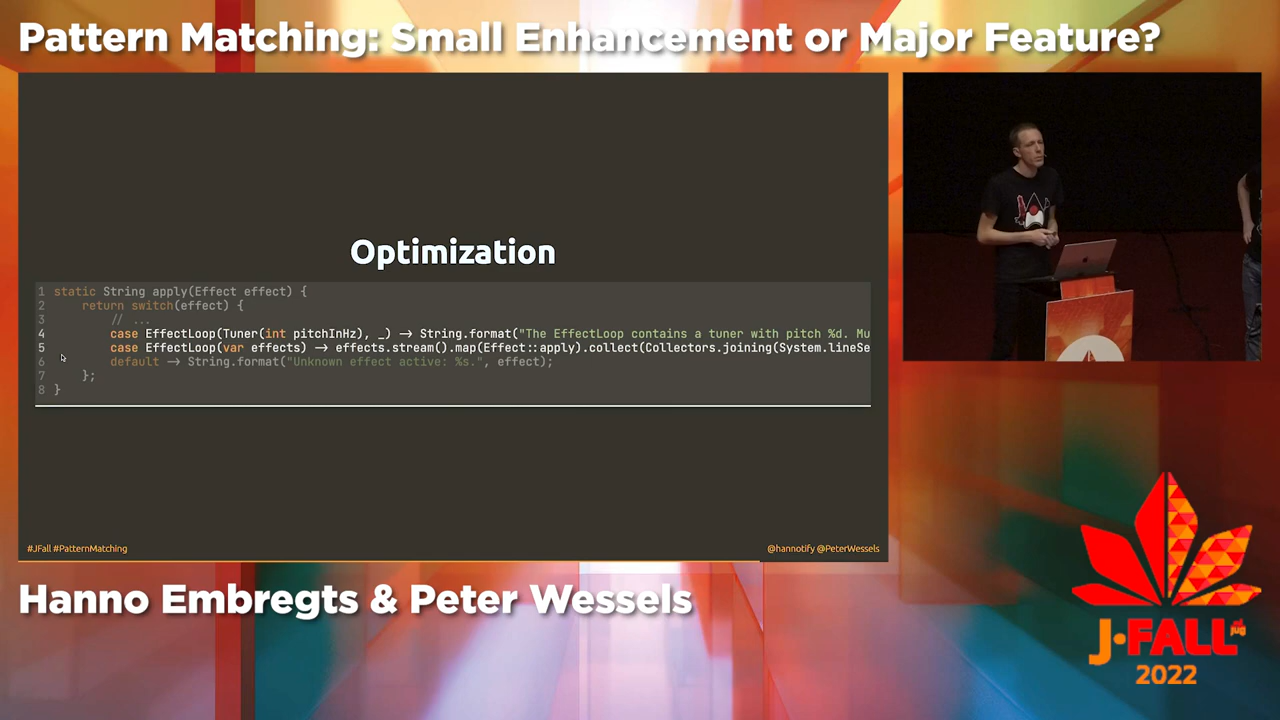 Pattern Matching: Small Enhancement or Major Feature?
Optimization
1 static String apply(Effect effect) {
2 return switch(effect) {
3 // ...
4 case EffectLoop(Tuner(int pitchInHz), _) -> String.format("The EffectLoop contains a tuner with pitch %d. Mu
5 case EffectLoop(var effects) -> effects.stream().map(Effect::apply).collect(Collectors.joining(System.lineSe
6 default -> String.format("Unknown effect active: %s.", effect);
7 };
8 }
#JFall #PatternMatching
@hannotify @PeterWessels
Hanno Embregts & Peter Wessels
J-FALL
nl jug
2022